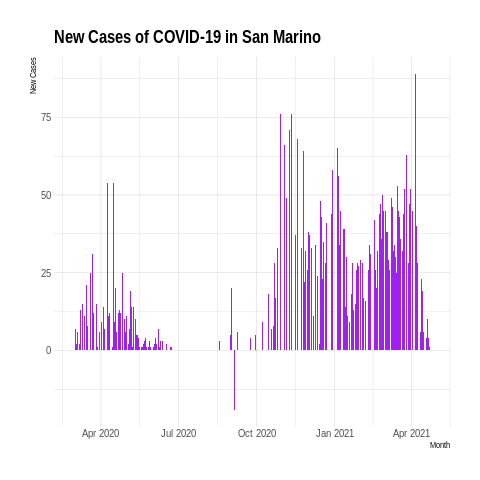 New Cases of COVID-19 in San Marino
New Cases
75
50
25
0
Apr 2020 Jul 2020 Oct 2020 Jan 2021 Apr 2021
Month